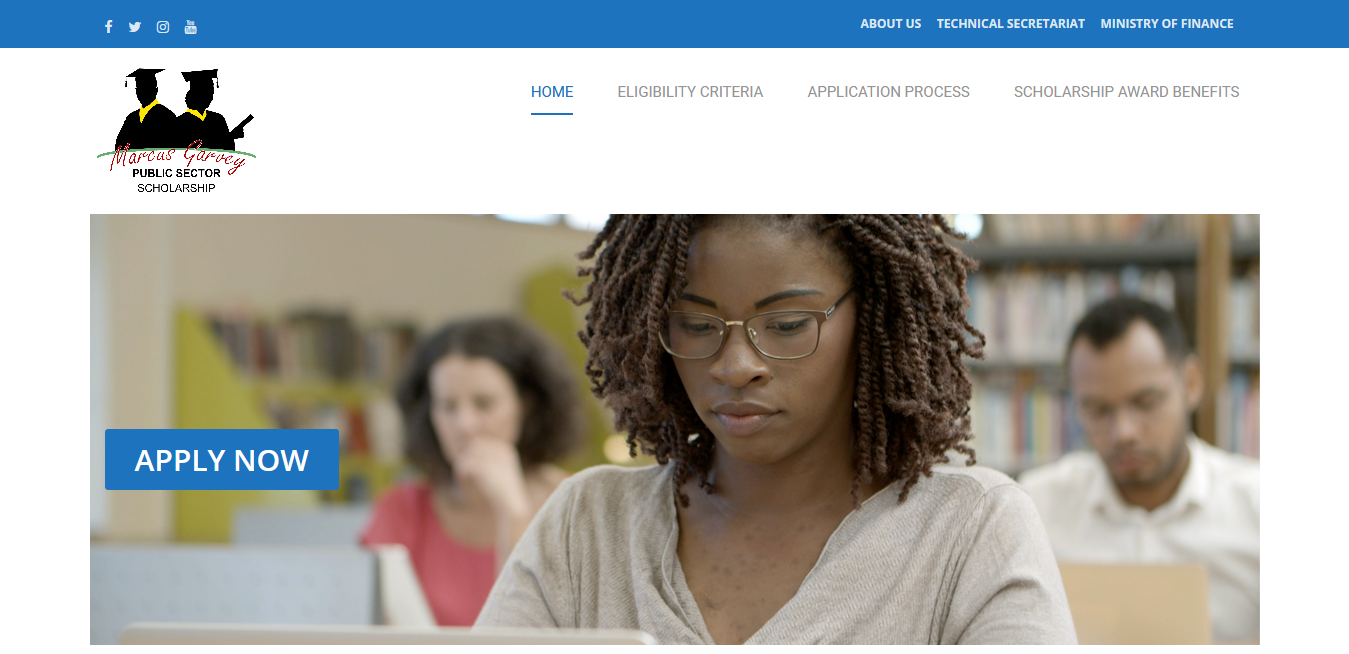 ABOUT US TECHNICAL SECRETARIAT MINISTRY OF FINANCE
HOME ELIGIBILITY CRITERIA APPLICATION PROCESS SCHOLARSHIP AWARD BENEFITS
Marcus Garvey
PUBLIC SECTOR
SCHOLARSHIP
APPLY NOW